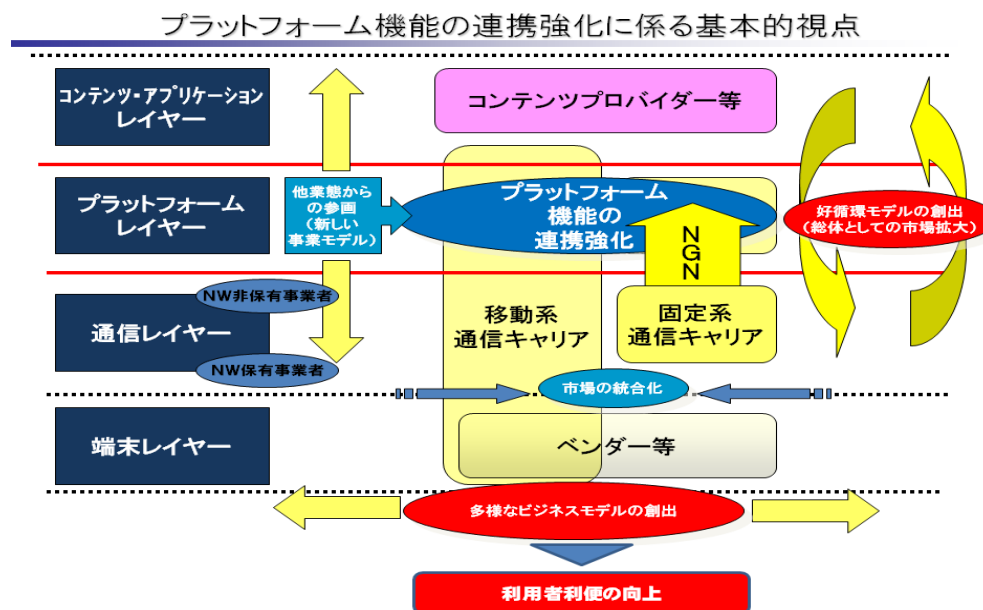 プラットフォーム機能の連携強化に係る基本的視点
コンテンツ・アプリケーション
レイヤー
コンテンツプロバイダー等
プラットフォーム
レイヤー
他業態から
の参画
(新しい
事業モデル)
プラットフォーム
機能の
連携強化
NGN
好循環モデルの創出
(総体としての市場拡大)
NW非保有事業者
通信レイヤー
NW保有事業者
移動系
通信キャリア
固定系
通信キャリア
市場の統合化
端末レイヤー
ベンダー等
多様なビジネスモデルの創出
利用者利便の向上